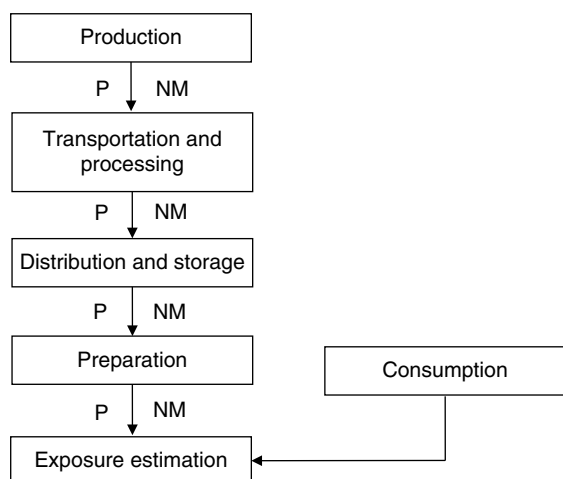 Production
P NM
Transportation and
processing
P NM
Distribution and storage
P NM
Preparation
Consumption
P NM
Exposure estimation